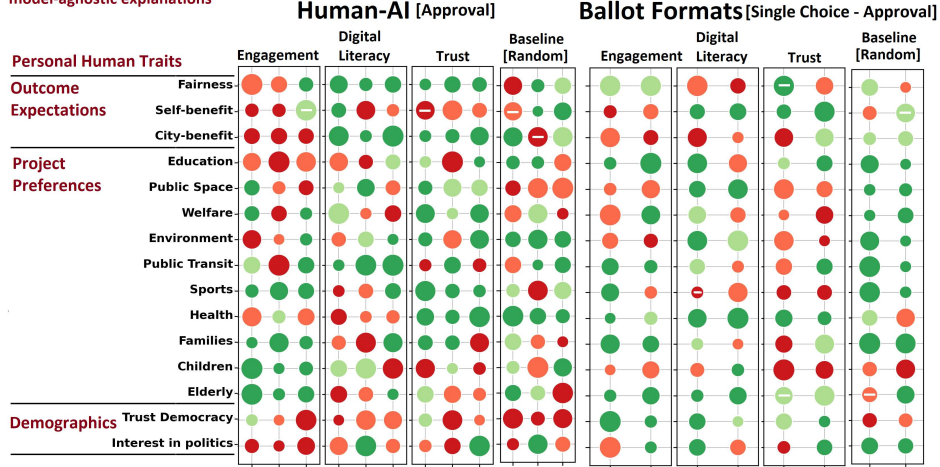 model-agnostic explanations
Human-AI [Approval]
Ballot Formats [Single Choice - Approval]
Personal Human Traits
Engagement
Digital
Literacy
Trust
Baseline
[Random]
Engagement
Digital
Literacy
Trust
Baseline
[Random]
Outcome
Expectations
Fairness
Self-benefit
City-benefit
Project
Preferences
Education
Public Space
Welfare
Environment
Public Transit
Sports
Health
Families
Children
Elderly
Demographics
Trust Democracy
Interest in politics